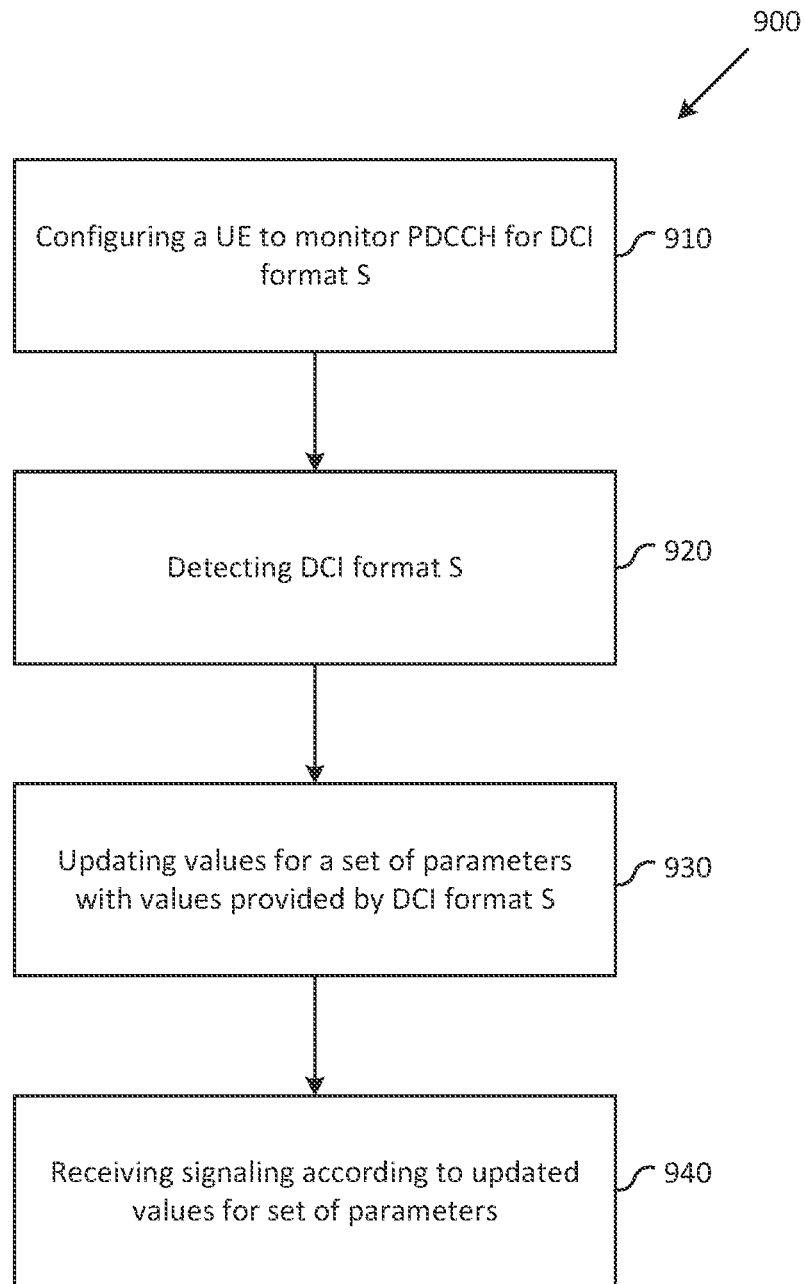 900
Configuring a UE to monitor PDCCH for DCI
format S
910
Detecting DCI format S
920
Updating values for a set of parameters
with values provided by DCI format S
930
Receiving signaling according to updated
values for set of parameters
940